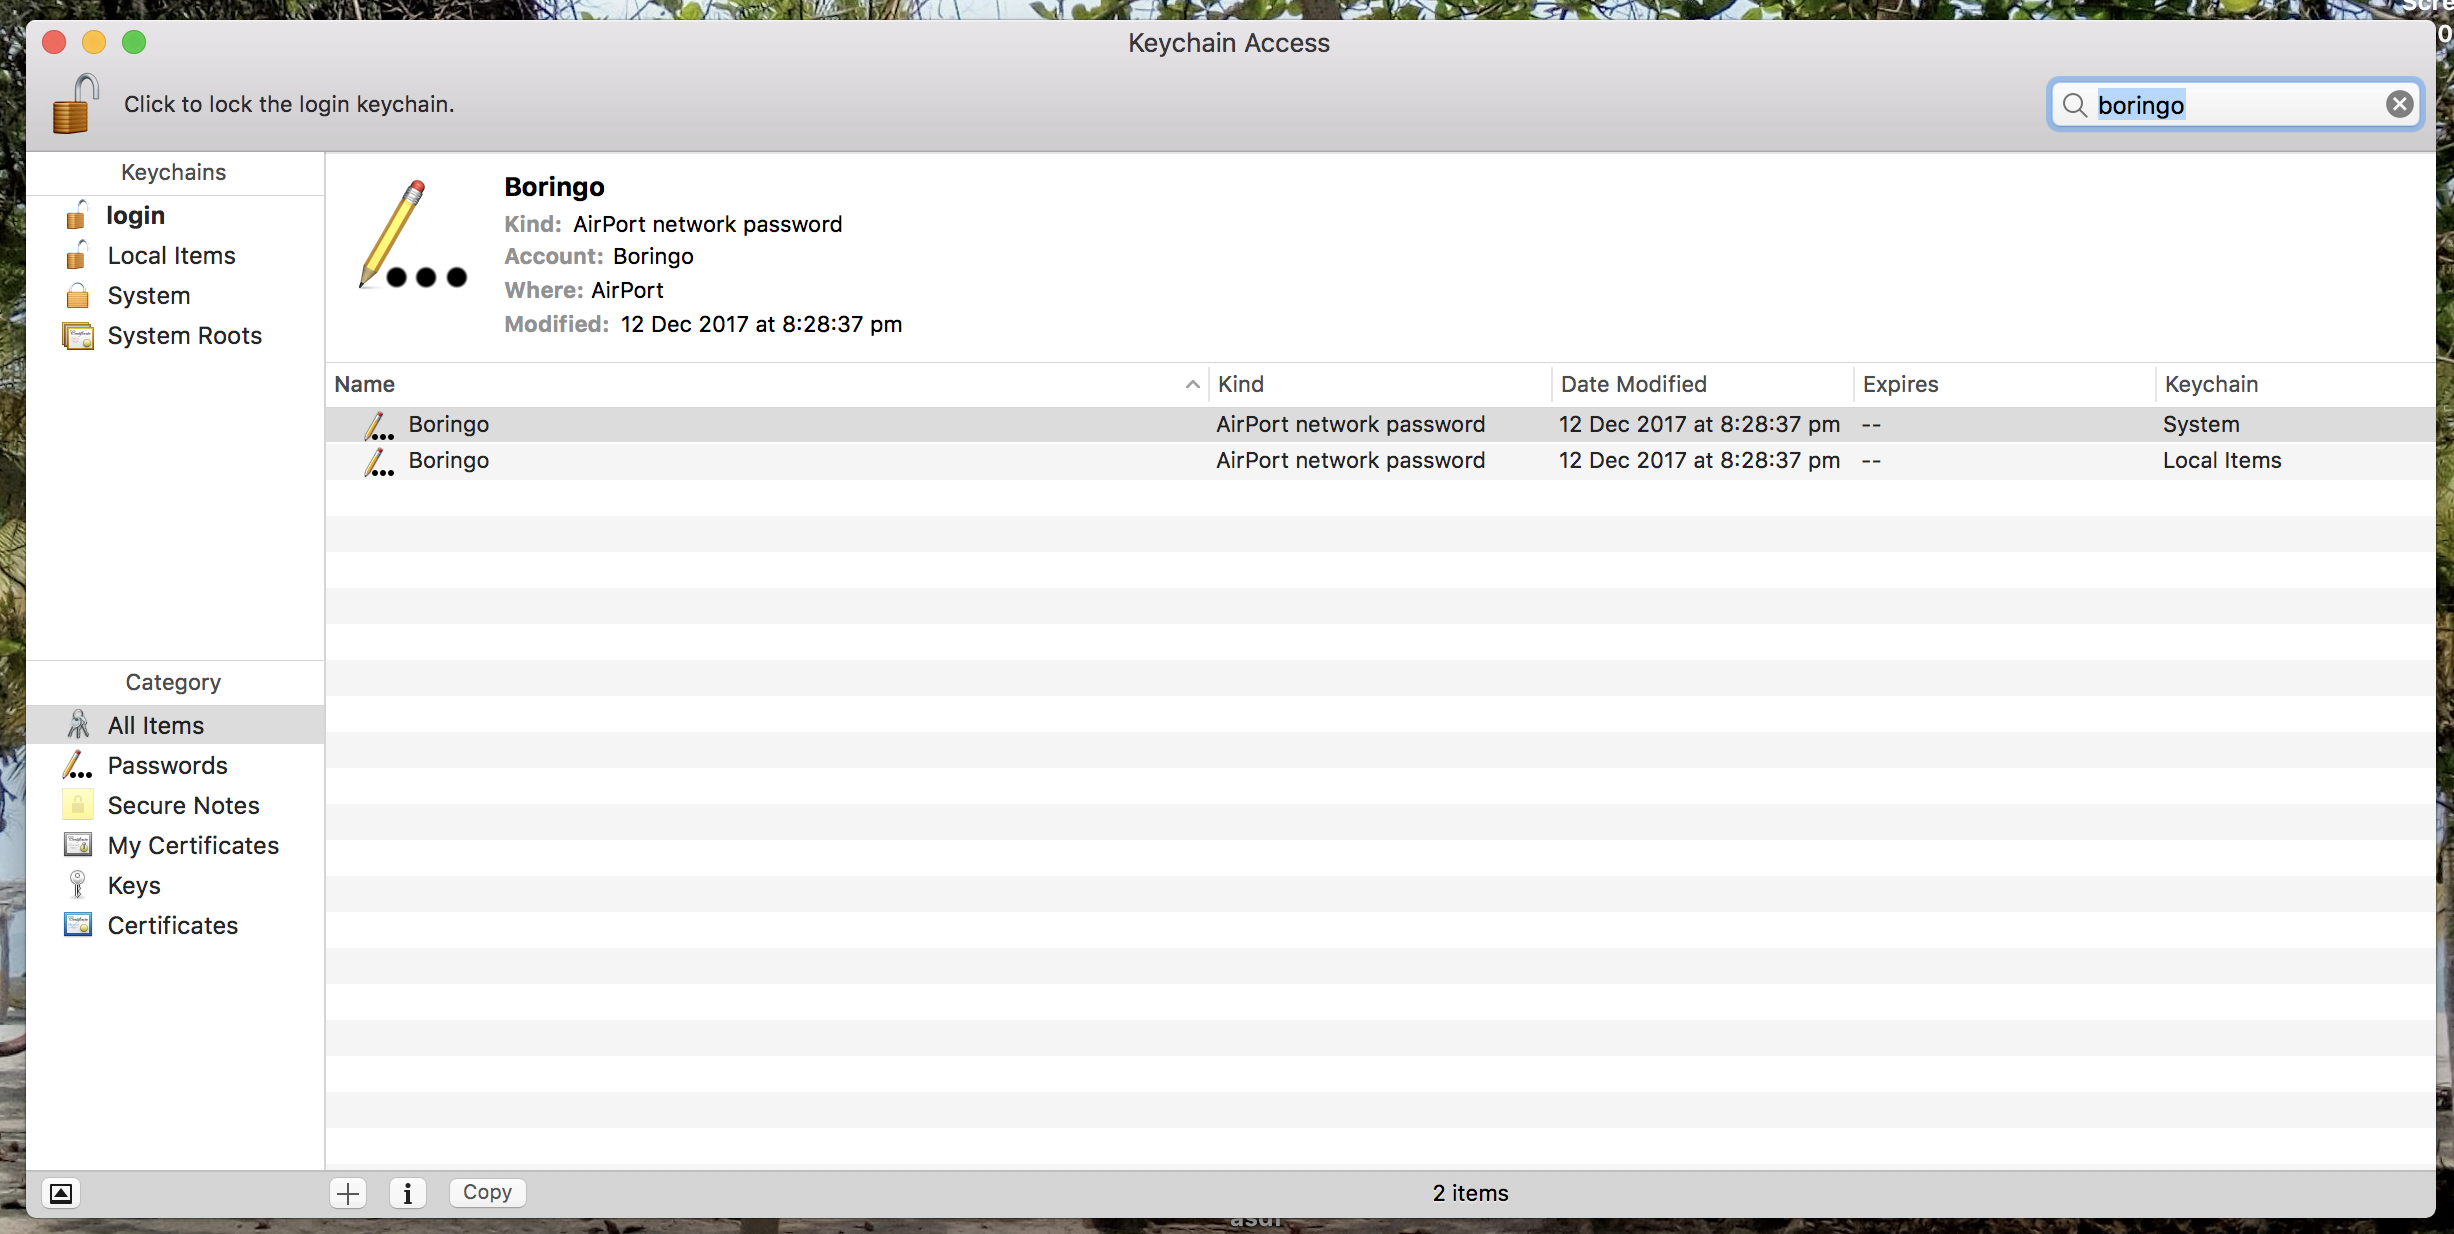 Keychain Access
Click to lock the login keychain.
boringo
Keychains
login
Local Items
System
System Roots
Boringo
Kind: AirPort network password
Account: Boringo
Where: AirPort
Modified: 12 Dec 2017 at 8:28:37 pm
Name Kind Date Modified Expires Keychain
Boringo AirPort network password 12 Dec 2017 at 8:28:37 pm -- System
Boringo AirPort network password 12 Dec 2017 at 8:28:37 pm -- Local Items
Category
All Items
Passwords
Secure Notes
My Certificates
Keys
Certificates
Copy
2 items